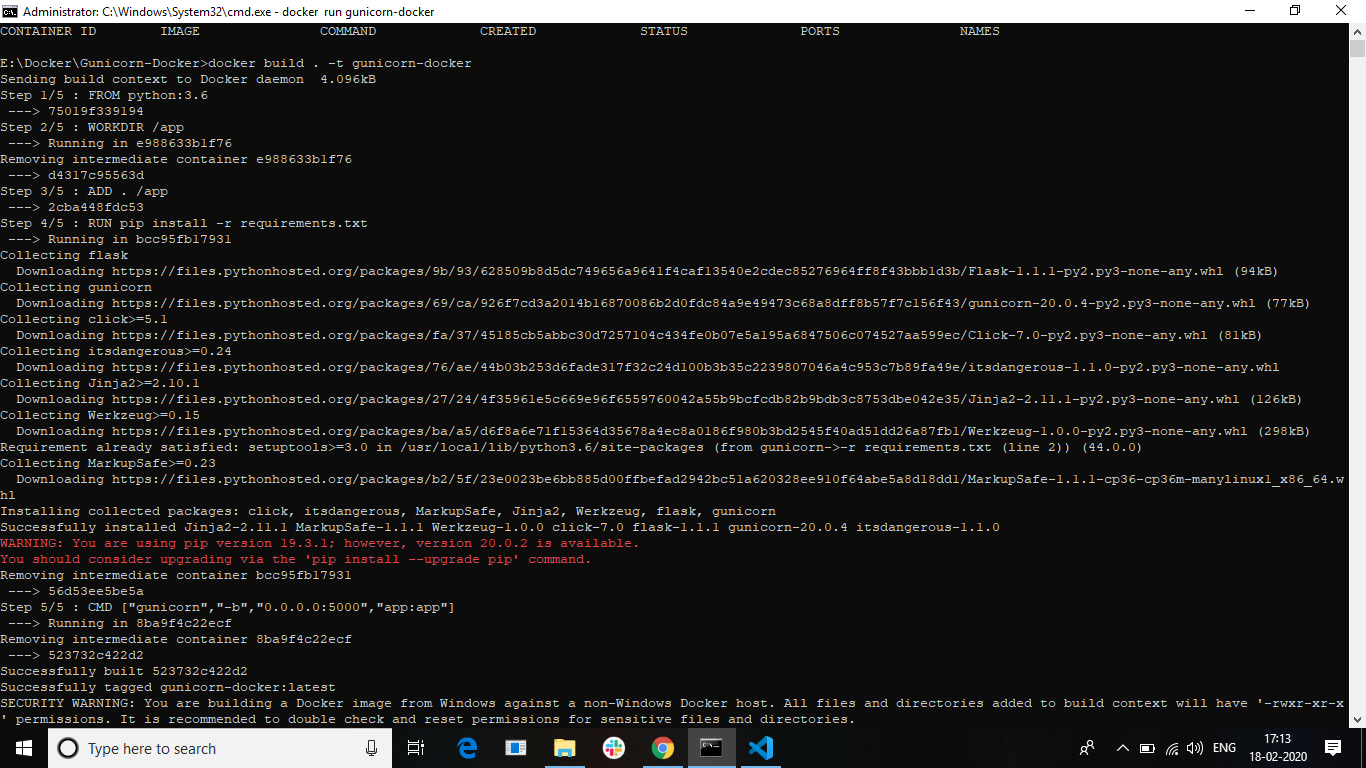 Administrator: C:\Windows\System32\cmd.exe - docker run gunicorn-docker
CONTAINER ID IMAGE COMMAND CREATED STATUS PORTS NAMES
E:\Docker\Gunicorn-Docker>docker build . -t gunicorn-docker
Sending build context to Docker daemon 4.096kB
Step 1/5 : FROM python:3.6
---> 75019f339194
Step 2/5 : WORKDIR /app
---> Running in e988633b1f76
Removing intermediate container e988633b1f76
---> d4317c95563d
Step 3/5 : ADD . /app
---> 2cba448fdc53
Step 4/5 : RUN pip install -r requirements.txt
---> Running in bcc95fb17931
Collecting flask
Downloading https://files.pythonhosted.org/packages/9b/93/628509b8d5dc749656a9641f4caf13540e2cdec85276964ff8f43bbb1d3b/Flask-1.1.1-py2.py3-none-any.whl (94kB)
Collecting gunicorn
Downloading https://files.pythonhosted.org/packages/69/ca/926f7cd3a2014b16870086b2d0fdc84a9e49473c68a8dff8b57f7c156f43/gunicorn-20.0.4-py2.py3-none-any.whl (77kB)
Collecting click>=5.1
Downloading https://files.pythonhosted.org/packages/fa/37/45185cb5abbc30d7257104c434fe0b07e5a195a6847506c074527aa599ec/Click-7.0-py2.py3-none-any.whl (81kB)
Collecting itsdangerous>=0.24
Downloading https://files.pythonhosted.org/packages/76/ae/44b03b253d6fade317f32c24d100b3b35c2239807046a4c953c7b89fa49e/itsdangerous-1.1.0-py2.py3-none-any.whl
Collecting Jinja2>=2.10.1
Downloading https://files.pythonhosted.org/packages/27/24/4f35961e5c669e96f6559760042a55b9bcfcdb82b9bdb3c8753dbe042e35/Jinja2-2.11.1-py2.py3-none-any.whl (126kB)
Collecting Werkzeug>=0.15
Downloading https://files.pythonhosted.org/packages/ba/a5/d6f8a6e71f15364d35678a4ec8a0186f980b3bd2545f40ad51dd26a87fb1/Werkzeug-1.0.0-py2.py3-none-any.whl (298kB)
Requirement already satisfied: setuptools>=3.0 in /usr/local/lib/python3.6/site-packages (from gunicorn->-r requirements.txt (line 2)) (44.0.0)
Collecting MarkupSafe>=0.23
Downloading https://files.pythonhosted.org/packages/b2/5f/23e0023be6bb885d00ffbefad2942bc51a620328ee910f64abe5a8d18dd1/MarkupSafe-1.1.1-cp36-cp36m-manylinux1_x86_64.w
hl
Installing collected packages: click, itsdangerous, MarkupSafe, Jinja2, Werkzeug, flask, gunicorn
Successfully installed Jinja2-2.11.1 MarkupSafe-1.1.1 Werkzeug-1.0.0 click-7.0 flask-1.1.1 gunicorn-20.0.4 itsdangerous-1.1.0
WARNING: You are using pip version 19.3.1; however, version 20.0.2 is available.
You should consider upgrading via the 'pip install --upgrade pip' command.
Removing intermediate container bcc95fb17931
---> 56d53ee5be5a
Step 5/5 : CMD ["gunicorn","-b","0.0.0.0:5000","app:app"]
---> Running in 8ba9f4c22ecf
Removing intermediate container 8ba9f4c22ecf
---> 523732c422d2
Successfully built 523732c422d2
Successfully tagged gunicorn-docker:latest
SECURITY WARNING: You are building a Docker image from Windows against a non-Windows Docker host. All files and directories added to build context will have '-rwxr-xr-x
' permissions. It is recommended to double check and reset permissions for sensitive files and directories.
Type here to search
ENG
17:13
18-02-2020